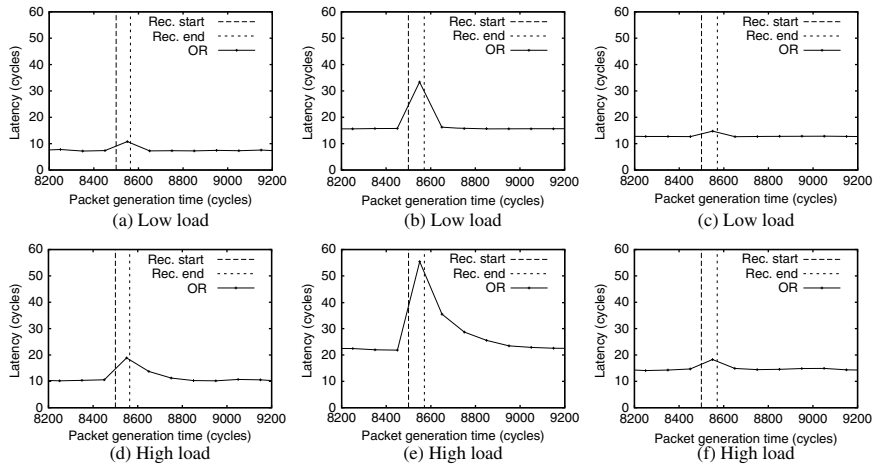 60
50
40
30
20
10
0
Latency (cycles)
Rec. start
Rec. end
OR
8200 8400 8600 8800 9000 9200
Packet generation time (cycles)
(a) Low load
60
50
40
30
20
10
0
Latency (cycles)
Rec. start
Rec. end
OR
8200 8400 8600 8800 9000 9200
Packet generation time (cycles)
(b) Low load
60
50
40
30
20
10
0
Latency (cycles)
Rec. start
Rec. end
OR
8200 8400 8600 8800 9000 9200
Packet generation time (cycles)
(c) Low load
60
50
40
30
20
10
0
Latency (cycles)
Rec. start
Rec. end
OR
8200 8400 8600 8800 9000 9200
Packet generation time (cycles)
(d) High load
60
50
40
30
20
10
0
Latency (cycles)
Rec. start
Rec. end
OR
8200 8400 8600 8800 9000 9200
Packet generation time (cycles)
(e) High load
60
50
40
30
20
10
0
Latency (cycles)
Rec. start
Rec. end
OR
8200 8400 8600 8800 9000 9200
Packet generation time (cycles)
(f) High load